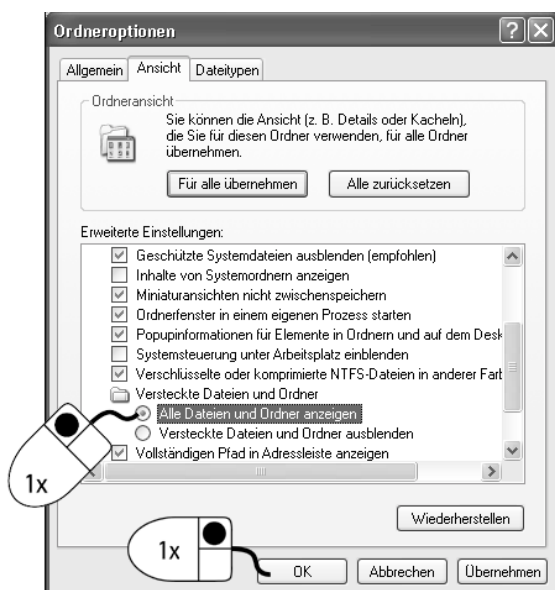 Ordneroptionen
Allgemein Ansicht Dateitypen
Ordneransicht
Sie können die Ansicht (z. B. Details oder Kacheln),
die Sie für diesen Ordner verwenden, für alle Ordner
übernehmen.
Für alle übernehmen Alle zurücksetzen
Erweiterte Einstellungen:
Geschützte Systemdateien ausblenden (empfohlen)
Inhalte von Systemordnern anzeigen
Miniaturansichten nicht zwischenspeichern
Ordnerfenster in einem eigenen Prozess starten
Popupinformationen für Elemente in Ordnern und auf dem Desk
Systemsteuerung unter Arbeitsplatz einblenden
Verschlüsselte oder komprimierte NTFS-Dateien in anderer Farb
Versteckte Dateien und Ordner
Alle Dateien und Ordner anzeigen
Versteckte Dateien und Ordner ausblenden
Vollständigen Pfad in Adressleiste anzeigen
1x
Wiederherstellen
1x
OK Abbrechen Übernehmen